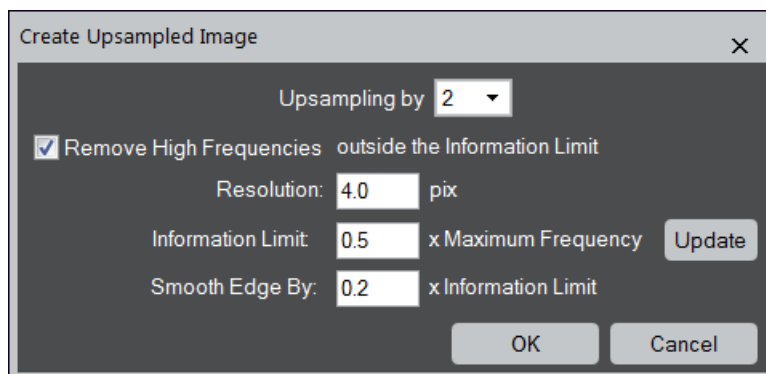 Create Upsampled Image
Upsampling by 2
Remove High Frequencies outside the Information Limit
Resolution: 4.0 pix
Information Limit: 0.5 x Maximum Frequency Update
Smooth Edge By: 0.2 x Information Limit
OK Cancel